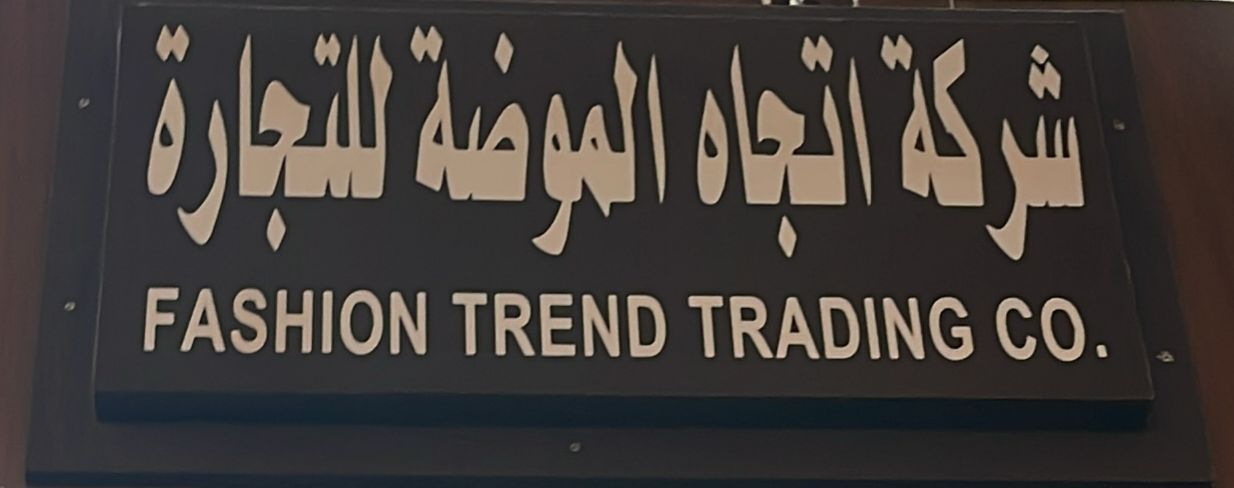 شركة اتجاه الموضة للتجارة
FASHION TREND TRADING CO.